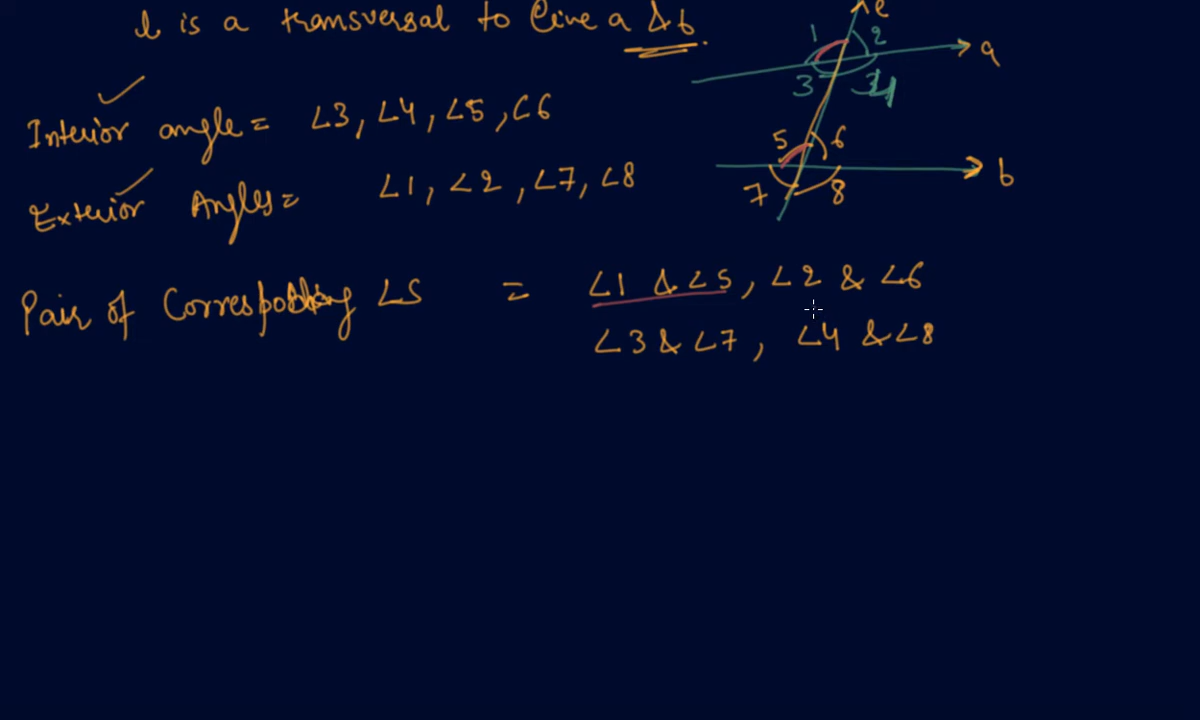 l is a transversal to line a & b.
l
1 2 a
3 4
Interior angle = ∠3, ∠4, ∠5, ∠6
5 6
b
7 8
Exterior Angles = ∠1, ∠2, ∠7, ∠8
Pair of Corresponding ∠s = ∠1 & ∠5, ∠2 & ∠6
∠3 & ∠7, ∠4 & ∠8